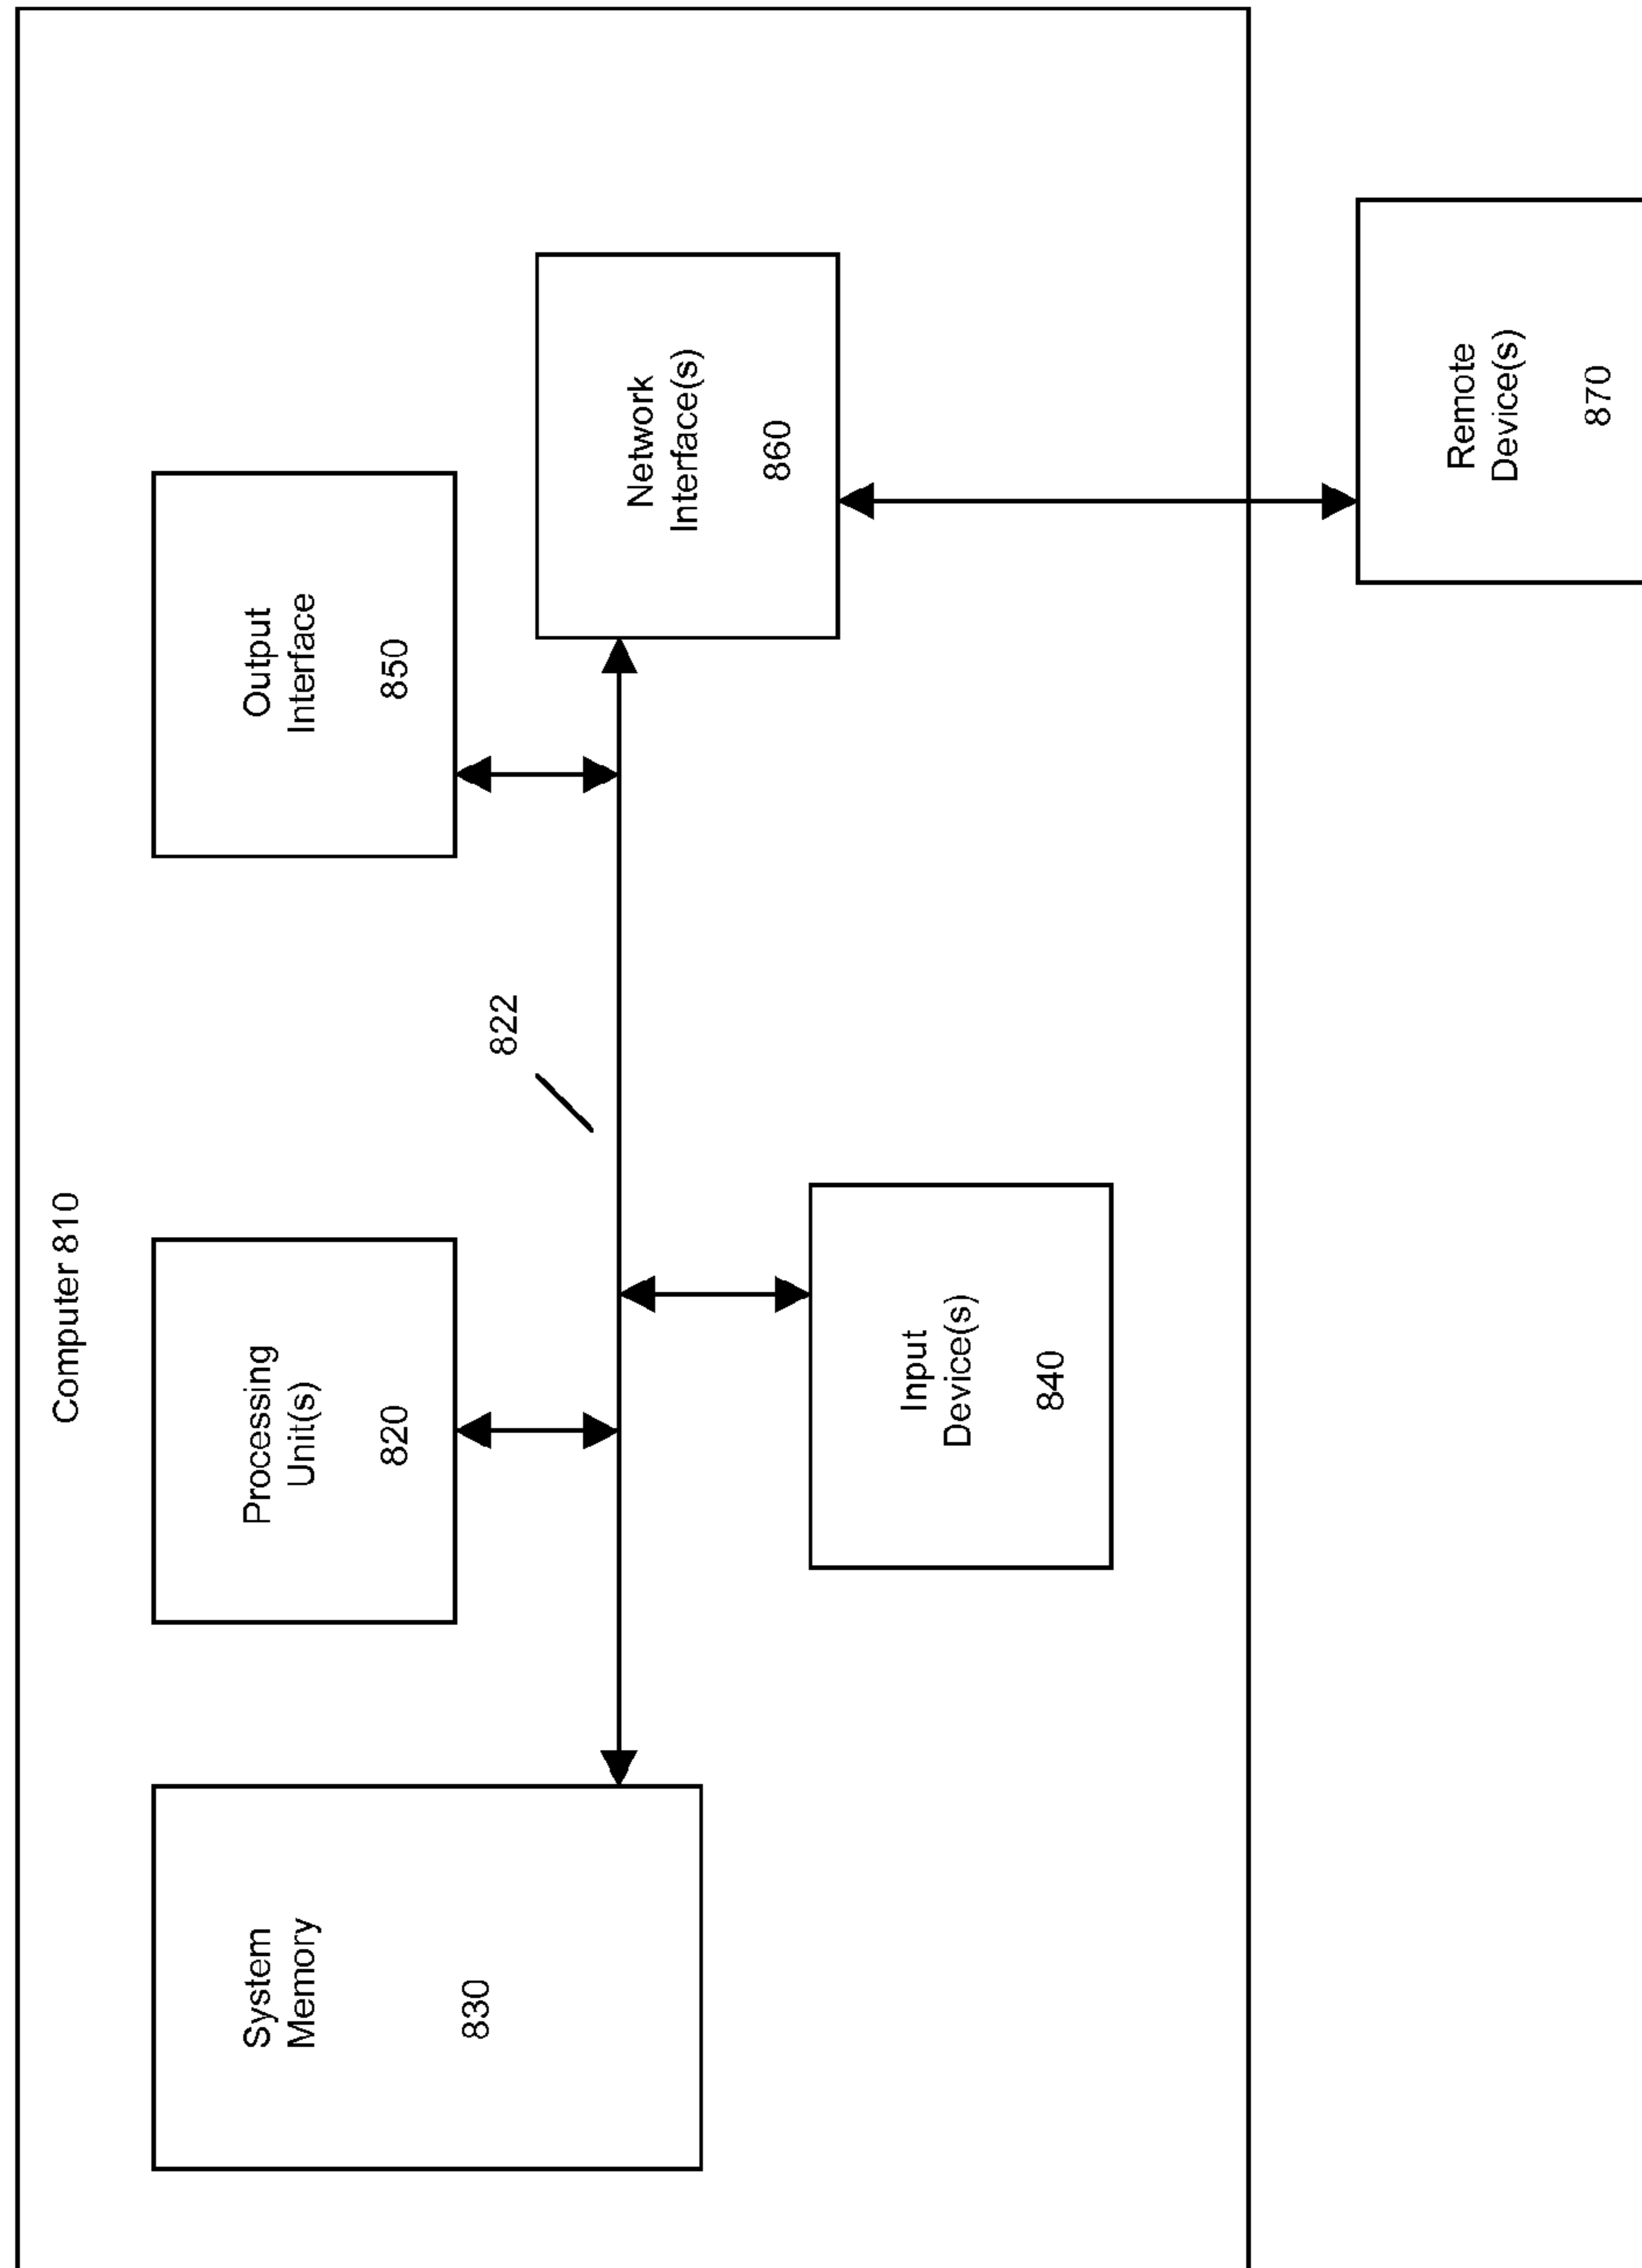 Computer 810
System
Memory
830
Processing
Unit(s)
820
Output
Interface
850
822
Network
Interface(s)
860
Input
Device(s)
840
Remote
Device(s)
870